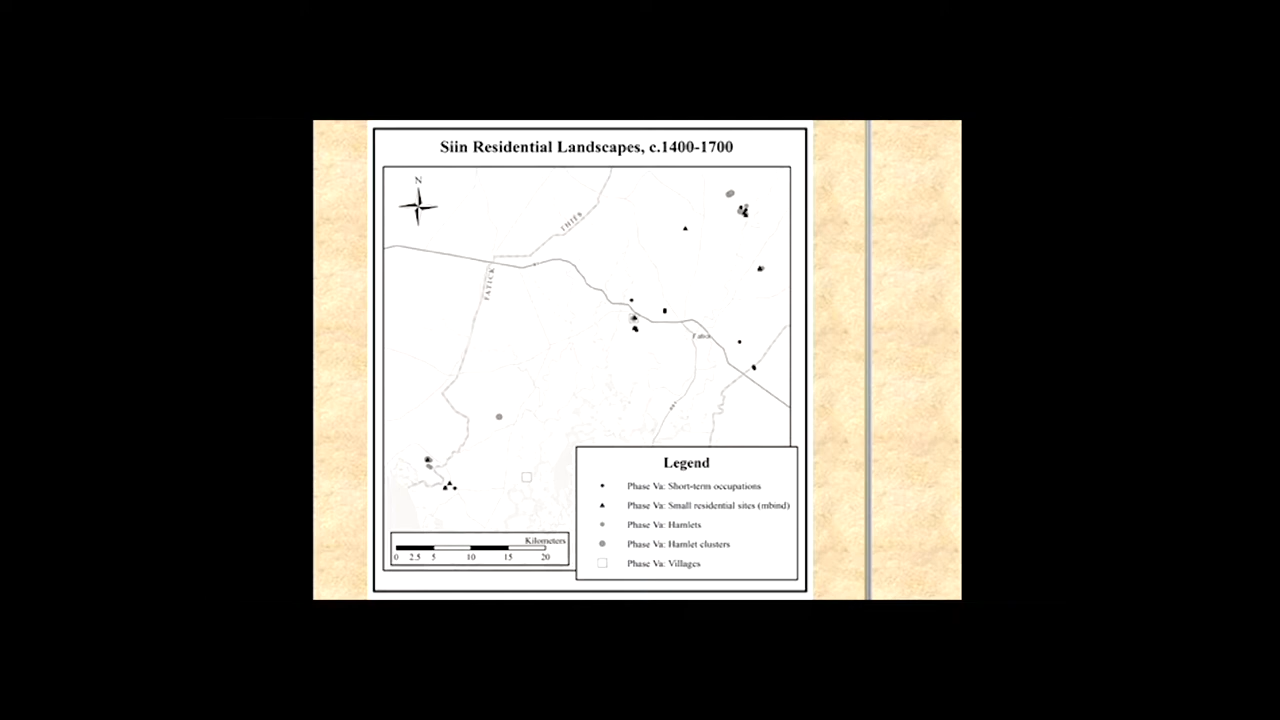 Siin Residential Landscapes, c.1400-1700
N
THIÈS
FATICK
Fatick
Legend
Phase Va: Short-term occupations
Phase Va: Small residential sites (mbind)
Phase Va: Hamlets
Phase Va: Hamlet clusters
Phase Va: Villages
Kilometers
0 2.5 5 10 15 20